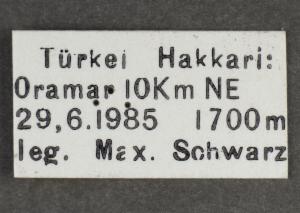 Türkei Hakkari:
Oramar 10Km NE
29,6.1985 1700m
leg. Max. Schwarz